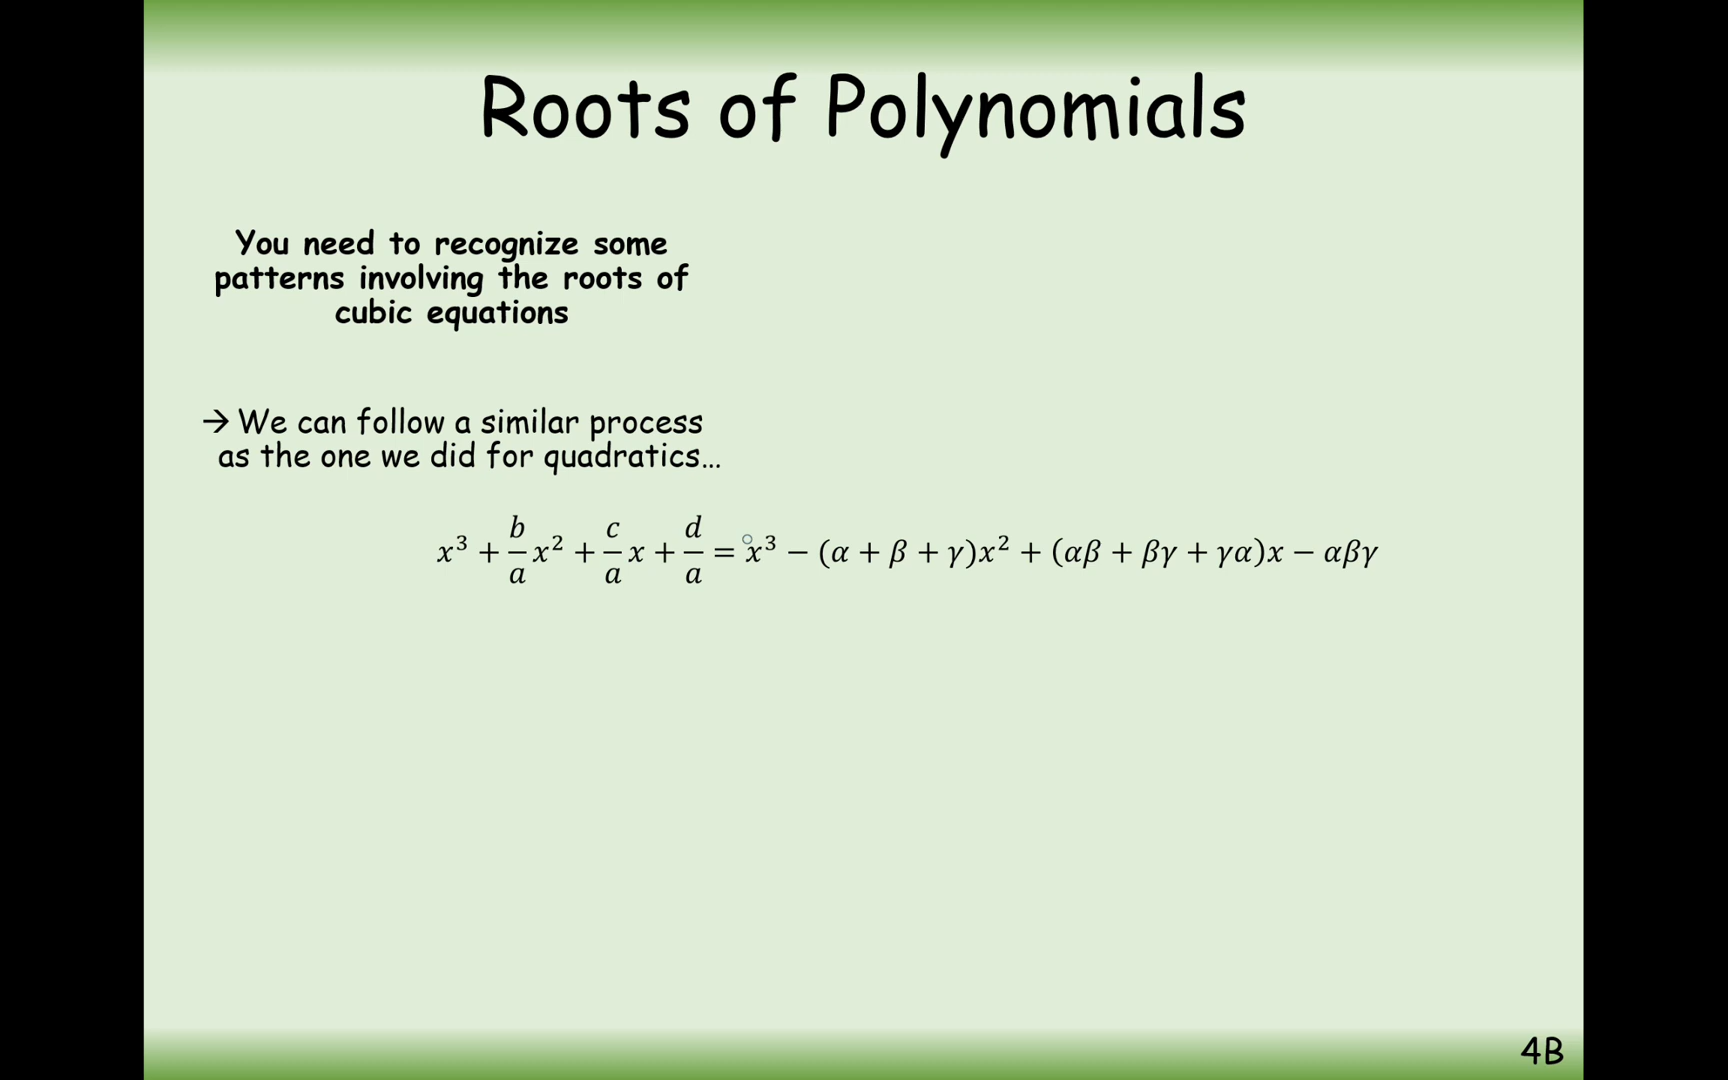 Roots of Polynomials
You need to recognize some
patterns involving the roots of
cubic equations
→ We can follow a similar process
as the one we did for quadratics…
x³ + b/a x² + c/a x + d/a = x³ − (α + β + γ)x² + (αβ + βγ + γα)x − αβγ
4B